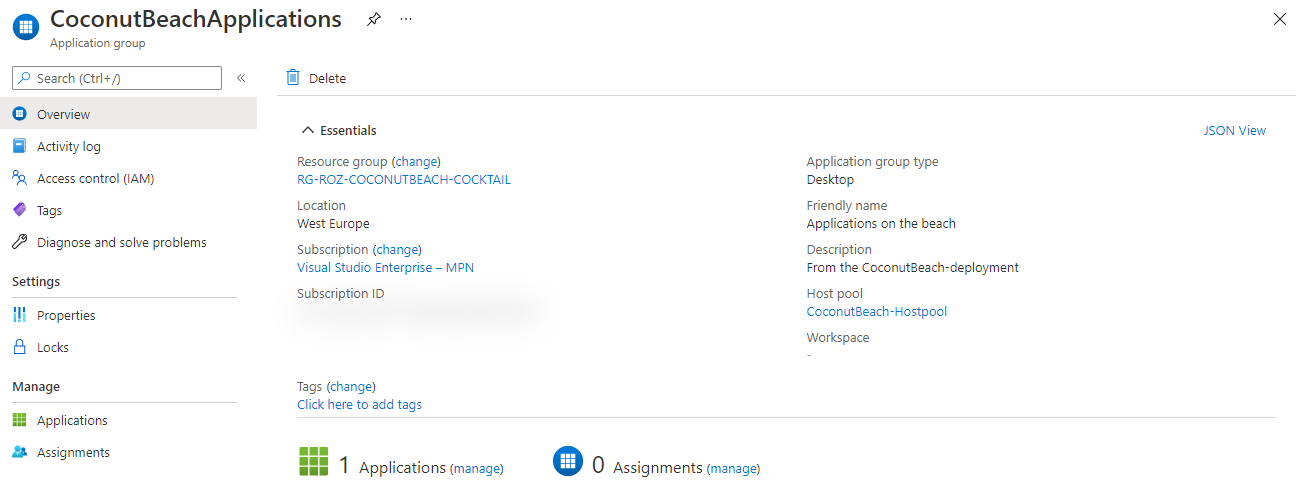 CoconutBeachApplications
Application group
Search (Ctrl+/)
Overview
Activity log
Access control (IAM)
Tags
Diagnose and solve problems
Settings
Properties
Locks
Manage
Applications
Assignments
Delete
Essentials
JSON View
Resource group (change)
RG-ROZ-COCONUTBEACH-COCKTAIL
Location
West Europe
Subscription (change)
Visual Studio Enterprise – MPN
Subscription ID
Application group type
Desktop
Friendly name
Applications on the beach
Description
From the CoconutBeach-deployment
Host pool
CoconutBeach-Hostpool
Workspace
-
Tags (change)
Click here to add tags
1 Applications (manage)
0 Assignments (manage)